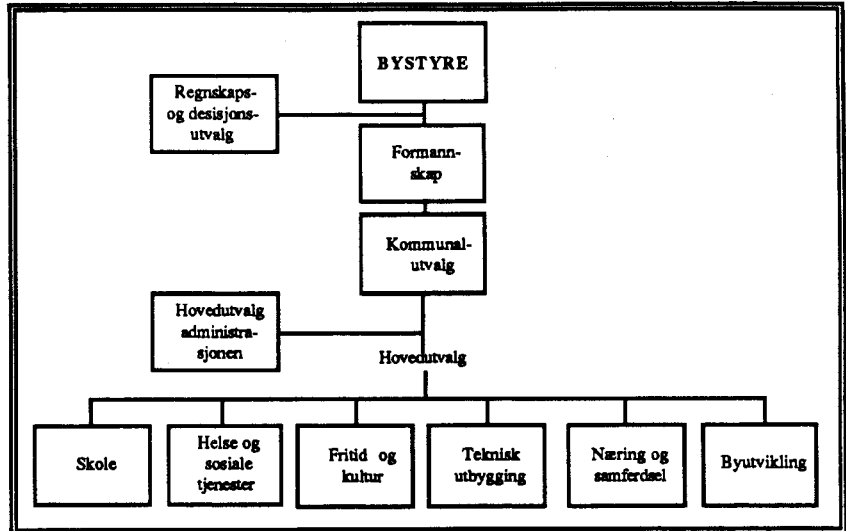 BYSTYRE
Regnskaps-
og desisjons-
utvalg
Formann-
skap
Kommunal-
utvalg
Hovedutvalg
administra-
sjonen
Hovedutvalg
Skole
Helse og
sosiale
tjenester
Fritid og
kultur
Teknisk
utbygging
Næring og
samferdsel
Byutvikling